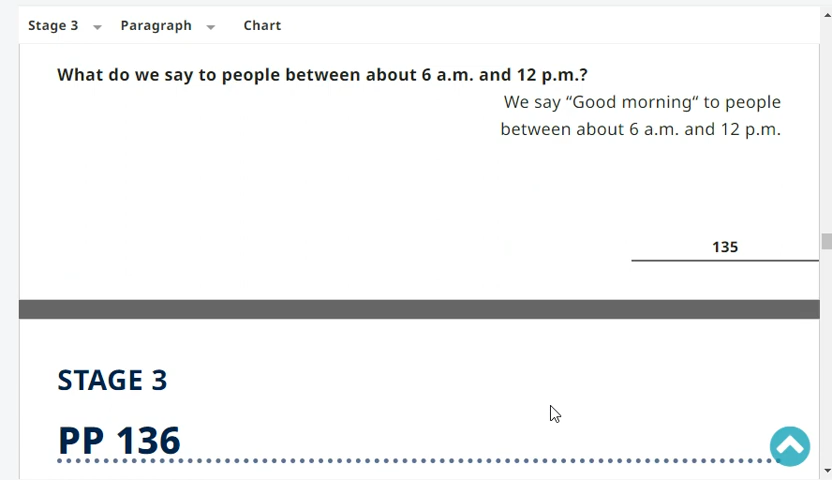 Stage 3 Paragraph Chart
What do we say to people between about 6 a.m. and 12 p.m.?
We say “Good morning“ to people
between about 6 a.m. and 12 p.m.
135
STAGE 3
PP 136